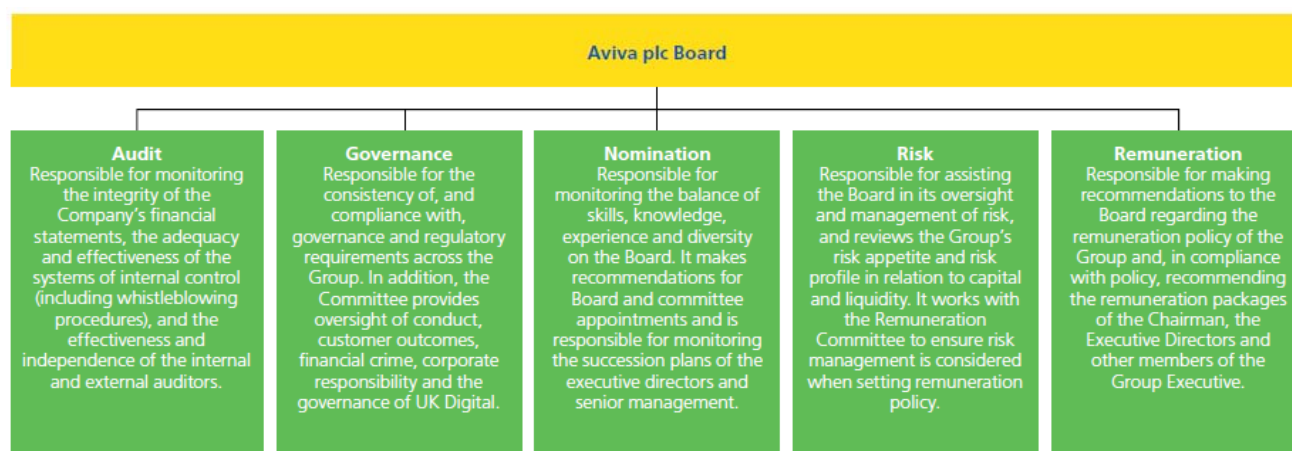 Aviva plc Board
Audit
Responsible for monitoring
the integrity of the
Company's financial
statements, the adequacy
and effectiveness of the
systems of internal control
(including whistleblowing
procedures), and the
effectiveness and
independence of the internal
and external auditors.
Governance
Responsible for the
consistency of, and
compliance with,
governance and regulatory
requirements across the
Group. In addition, the
Committee provides
oversight of conduct,
customer outcomes,
financial crime, corporate
responsibility and the
governance of UK Digital.
Nomination
Responsible for
monitoring the balance of
skills, knowledge,
experience and diversity
on the Board. It makes
recommendations for
Board and committee
appointments and is
responsible for monitoring
the succession plans of the
executive directors and
senior management.
Risk
Responsible for assisting
the Board in its oversight
and management of risk,
and reviews the Group's
risk appetite and risk
profile in relation to capital
and liquidity. It works with
the Remuneration
Committee to ensure risk
management is considered
when setting remuneration
policy.
Remuneration
Responsible for making
recommendations to the
Board regarding the
remuneration policy of the
Group and, in compliance
with policy, recommending
the remuneration packages
of the Chairman, the
Executive Directors and
other members of the
Group Executive.